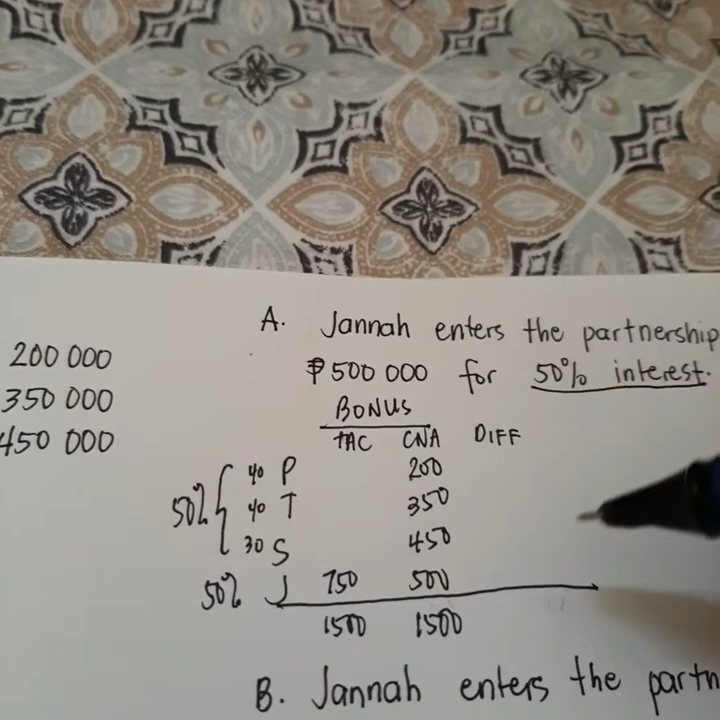 A. Jannah enters the partnership
200 000
₱500 000 for 50% interest.
350 000
450 000
BONUS
TAC CNA DIFF
50% { 40 P 200
40 T 350
30 S 450
50% J 750 500
1500 1500
B. Jannah enters the partn